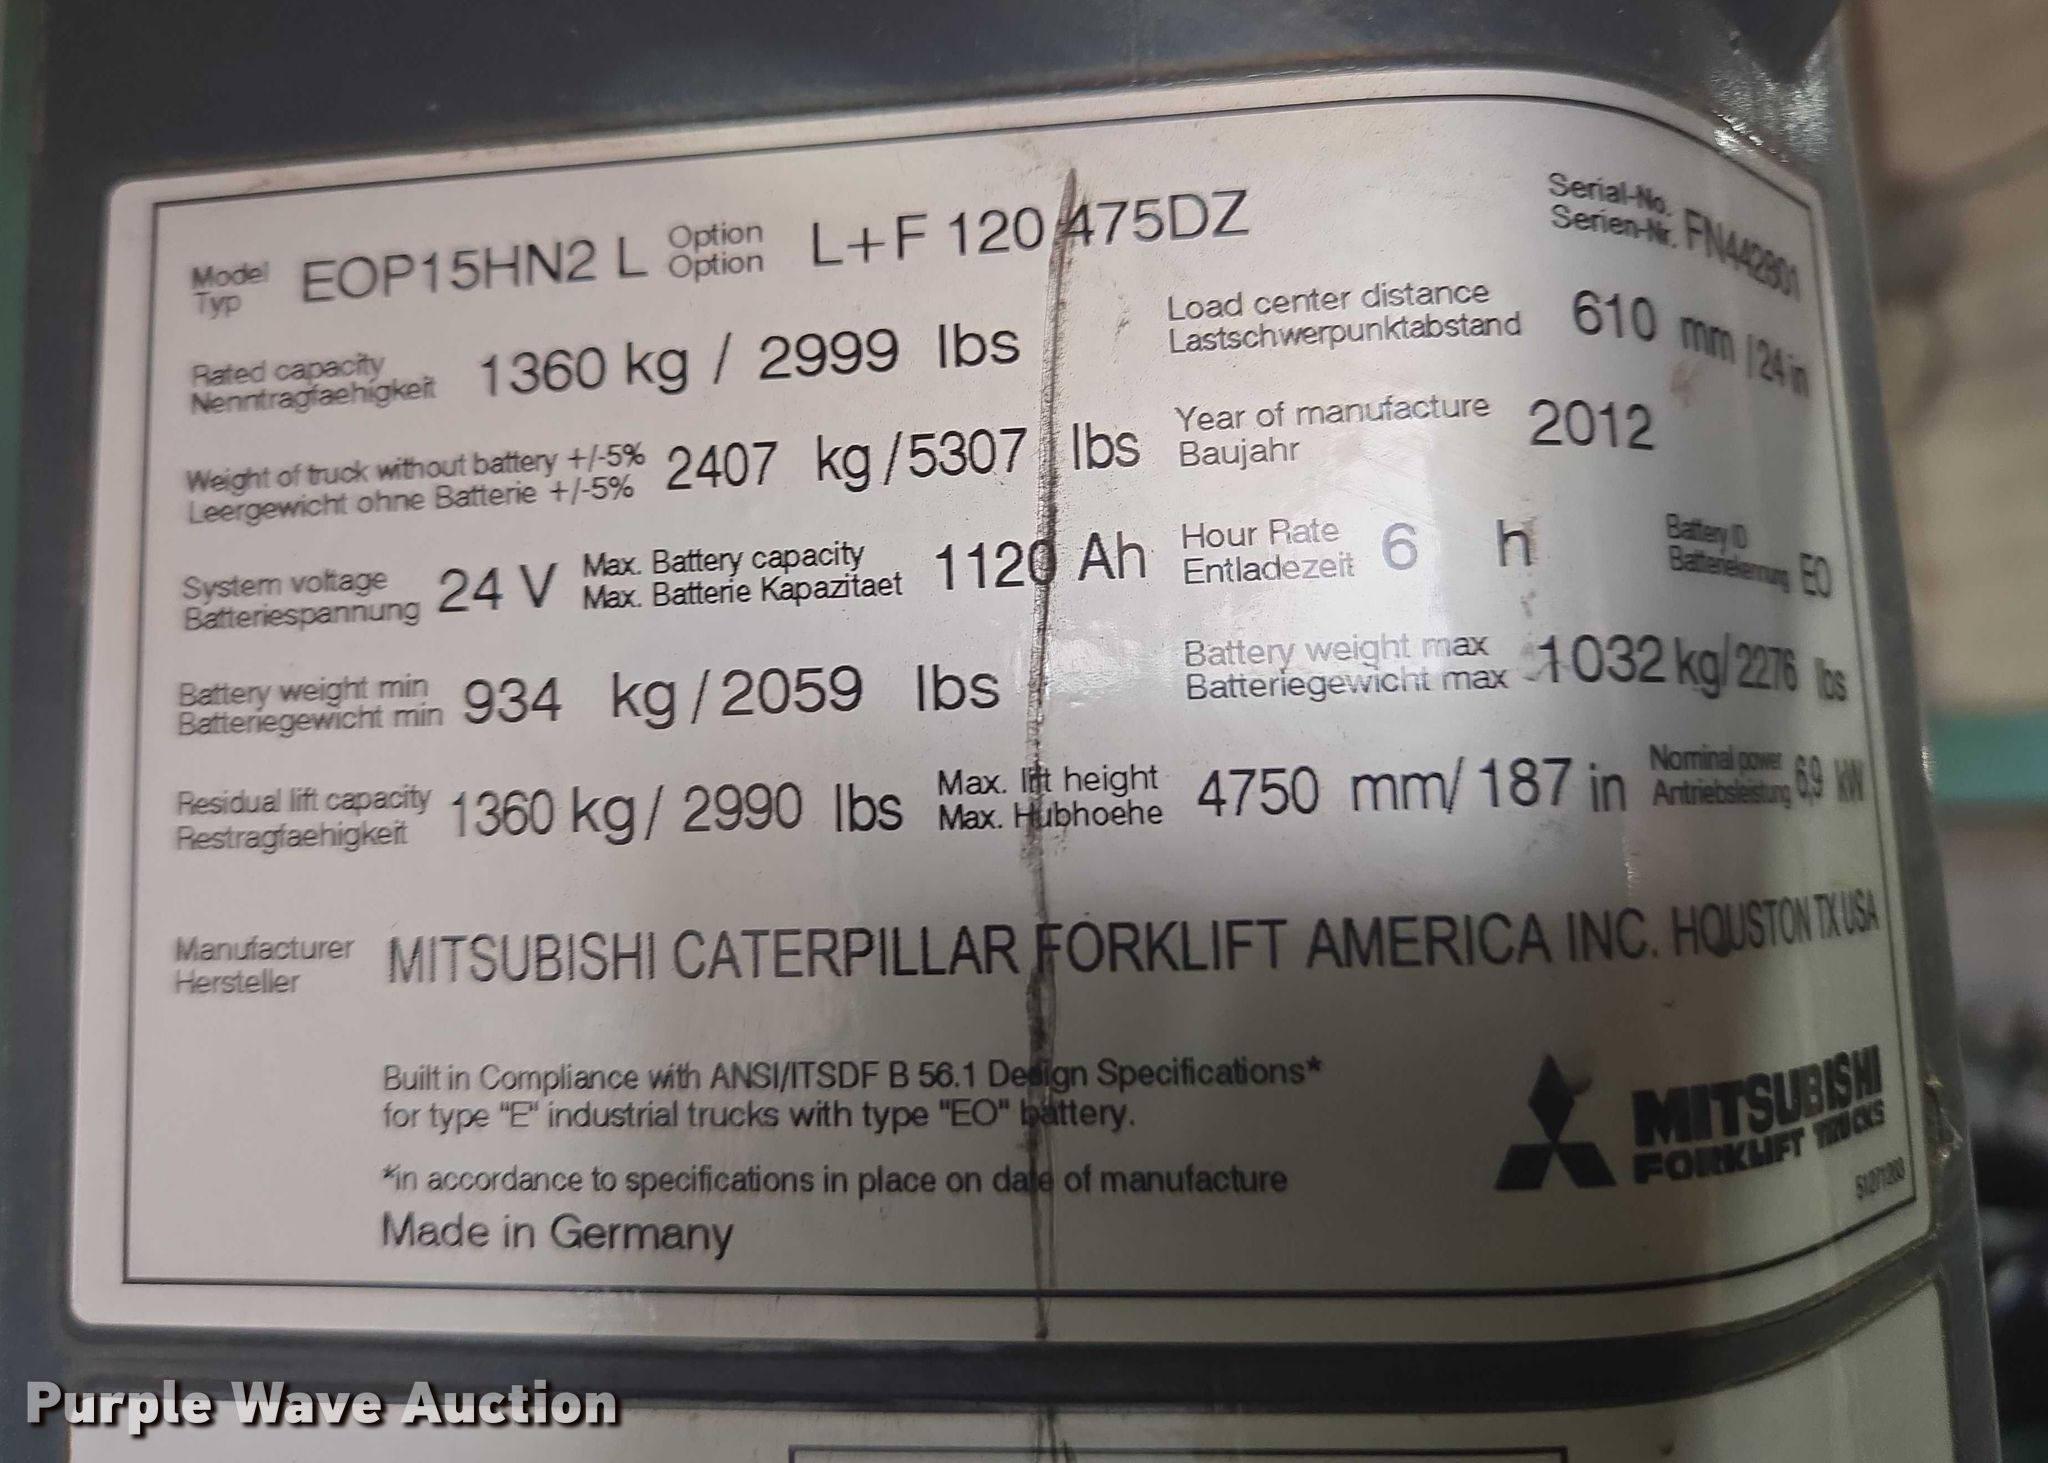 Model EOP15HN2 L Option L+F 120/475DZ Serial-No. FN442801
Typ Option Serien-Nr.
Rated capacity 1360 kg / 2999 lbs Load center distance 610 mm / 24 in
Nenntragfaehigkeit Lastschwerpunktabstand
Weight of truck without battery +/-5% 2407 kg / 5307 lbs Year of manufacture 2012
Leergewicht ohne Batterie +/-5% Baujahr
System voltage 24 V Max. Battery capacity 1120 Ah Hour Rate 6 h Battery ID EO
Batteriespannung Max. Batterie Kapazitaet Entladezeit Batteriekennung
Battery weight min 934 kg / 2059 lbs Battery weight max 1032 kg/ 2276 lbs
Batteriegewicht min Batteriegewicht max
Residual lift capacity 1360 kg / 2990 lbs Max. lift height 4750 mm/ 187 in Nominal power 6,9 kW
Restragfaehigkeit Max. Hubhoehe Antriebsleistung
Manufacturer MITSUBISHI CATERPILLAR FORKLIFT AMERICA INC. HOUSTON TX USA
Hersteller
Built in Compliance with ANSI/ITSDF B 56.1 Design Specifications*
for type "E" industrial trucks with type "EO" battery.
*in accordance to specifications in place on date of manufacture
Made in Germany
MITSUBISHI
FORKLIFT TRUCKS
51271203
Purple Wave Auction